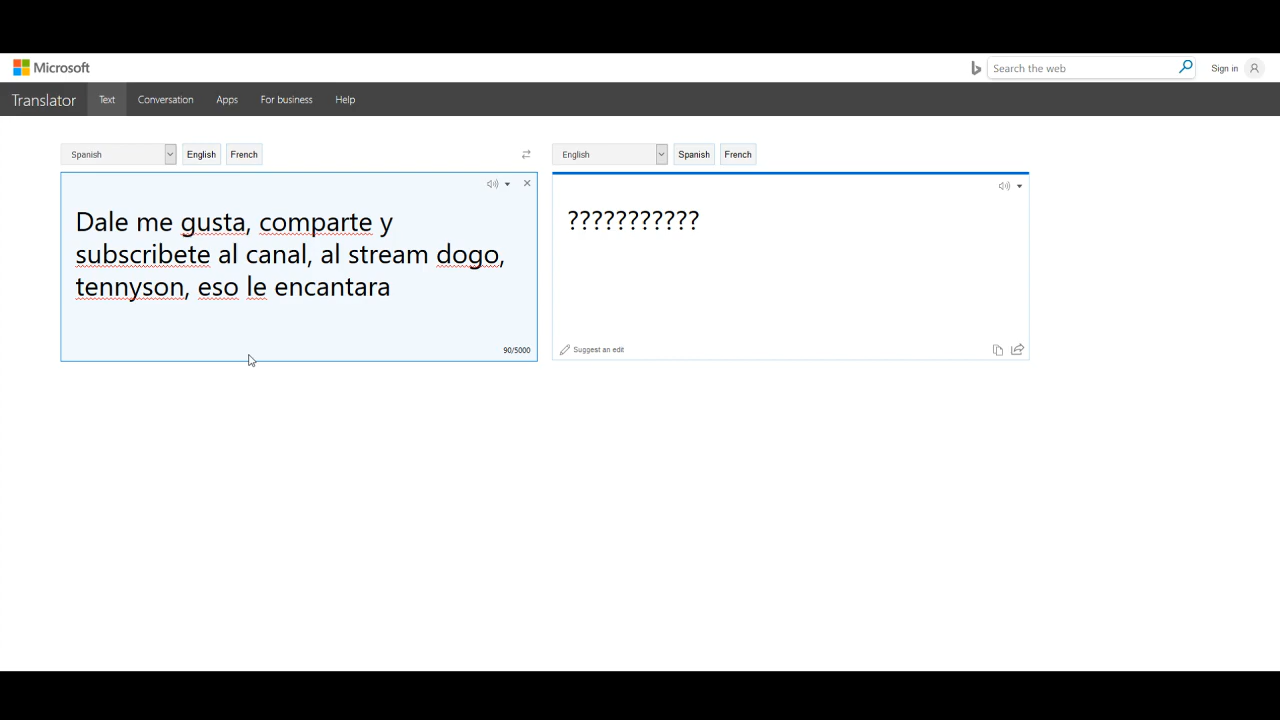 Microsoft
Search the web
Sign in
Translator Text Conversation Apps For business Help
Spanish English French
English Spanish French
Dale me gusta, comparte y
subscribete al canal, al stream dogo,
tennyson, eso le encantara
90/5000
???????????
Suggest an edit